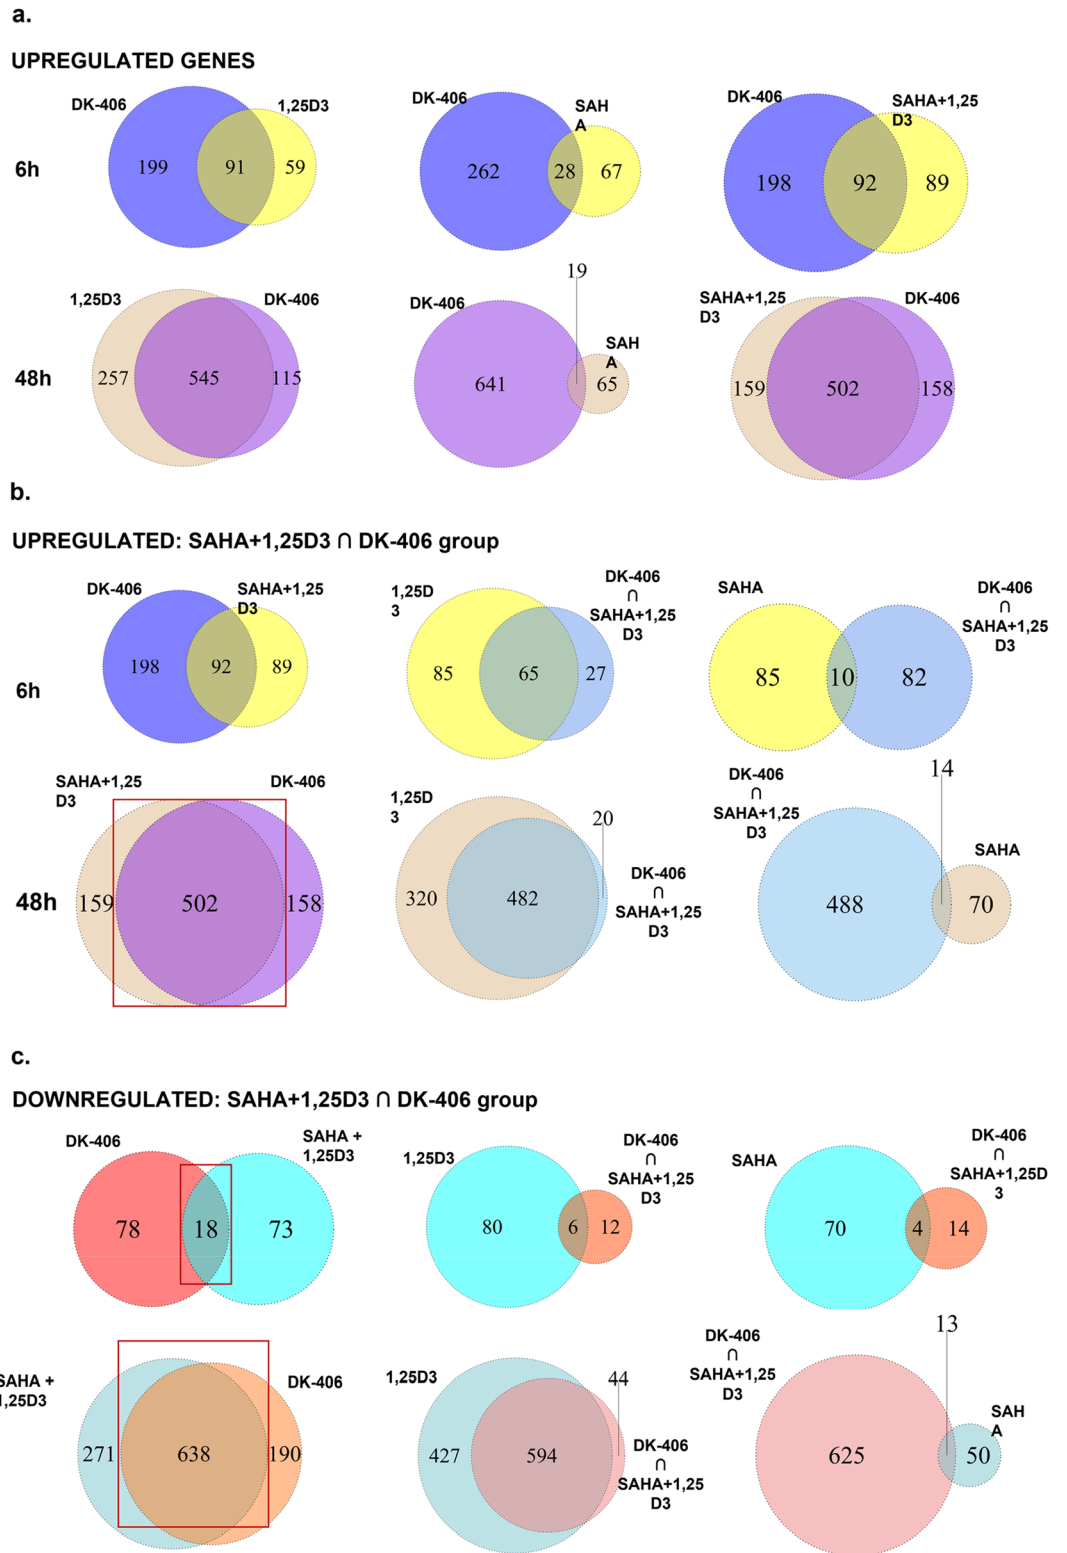 a.
UPREGULATED GENES
DK-406
1,25D3
6h
199
91
59
DK-406
SAH
A
262
28
67
DK-406
SAHA+1,25
D3
198
92
89
1,25D3
DK-406
48h
257
545
115
DK-406
19
SAH
A
641
65
SAHA+1,25
D3
DK-406
159
502
158
b.
UPREGULATED: SAHA+1,25D3 ∩ DK-406 group
DK-406
SAHA+1,25
D3
6h
198
92
89
1,25D
3
DK-406
∩
SAHA+1,25
D3
85
65
27
SAHA
DK-406
∩
SAHA+1,25
D3
85
10
82
SAHA+1,25
D3
DK-406
48h
159
502
158
1,25D
3
20
DK-406
∩
SAHA+1,25
D3
320
482
DK-406
∩
SAHA+1,25
D3
14
SAHA
488
70
c.
DOWNREGULATED: SAHA+1,25D3 ∩ DK-406 group
DK-406
SAHA +
1,25D3
78
18
73
1,25D3
DK-406
∩
SAHA+1,25
D3
80
6
12
SAHA
DK-406
∩
SAHA+1,25D
3
70
4
14
SAHA +
1,25D3
DK-406
271
638
190
1,25D3
44
DK-406
∩
SAHA+1,25
D3
427
594
DK-406
∩
SAHA+1,25
D3
13
SAH
A
625
50